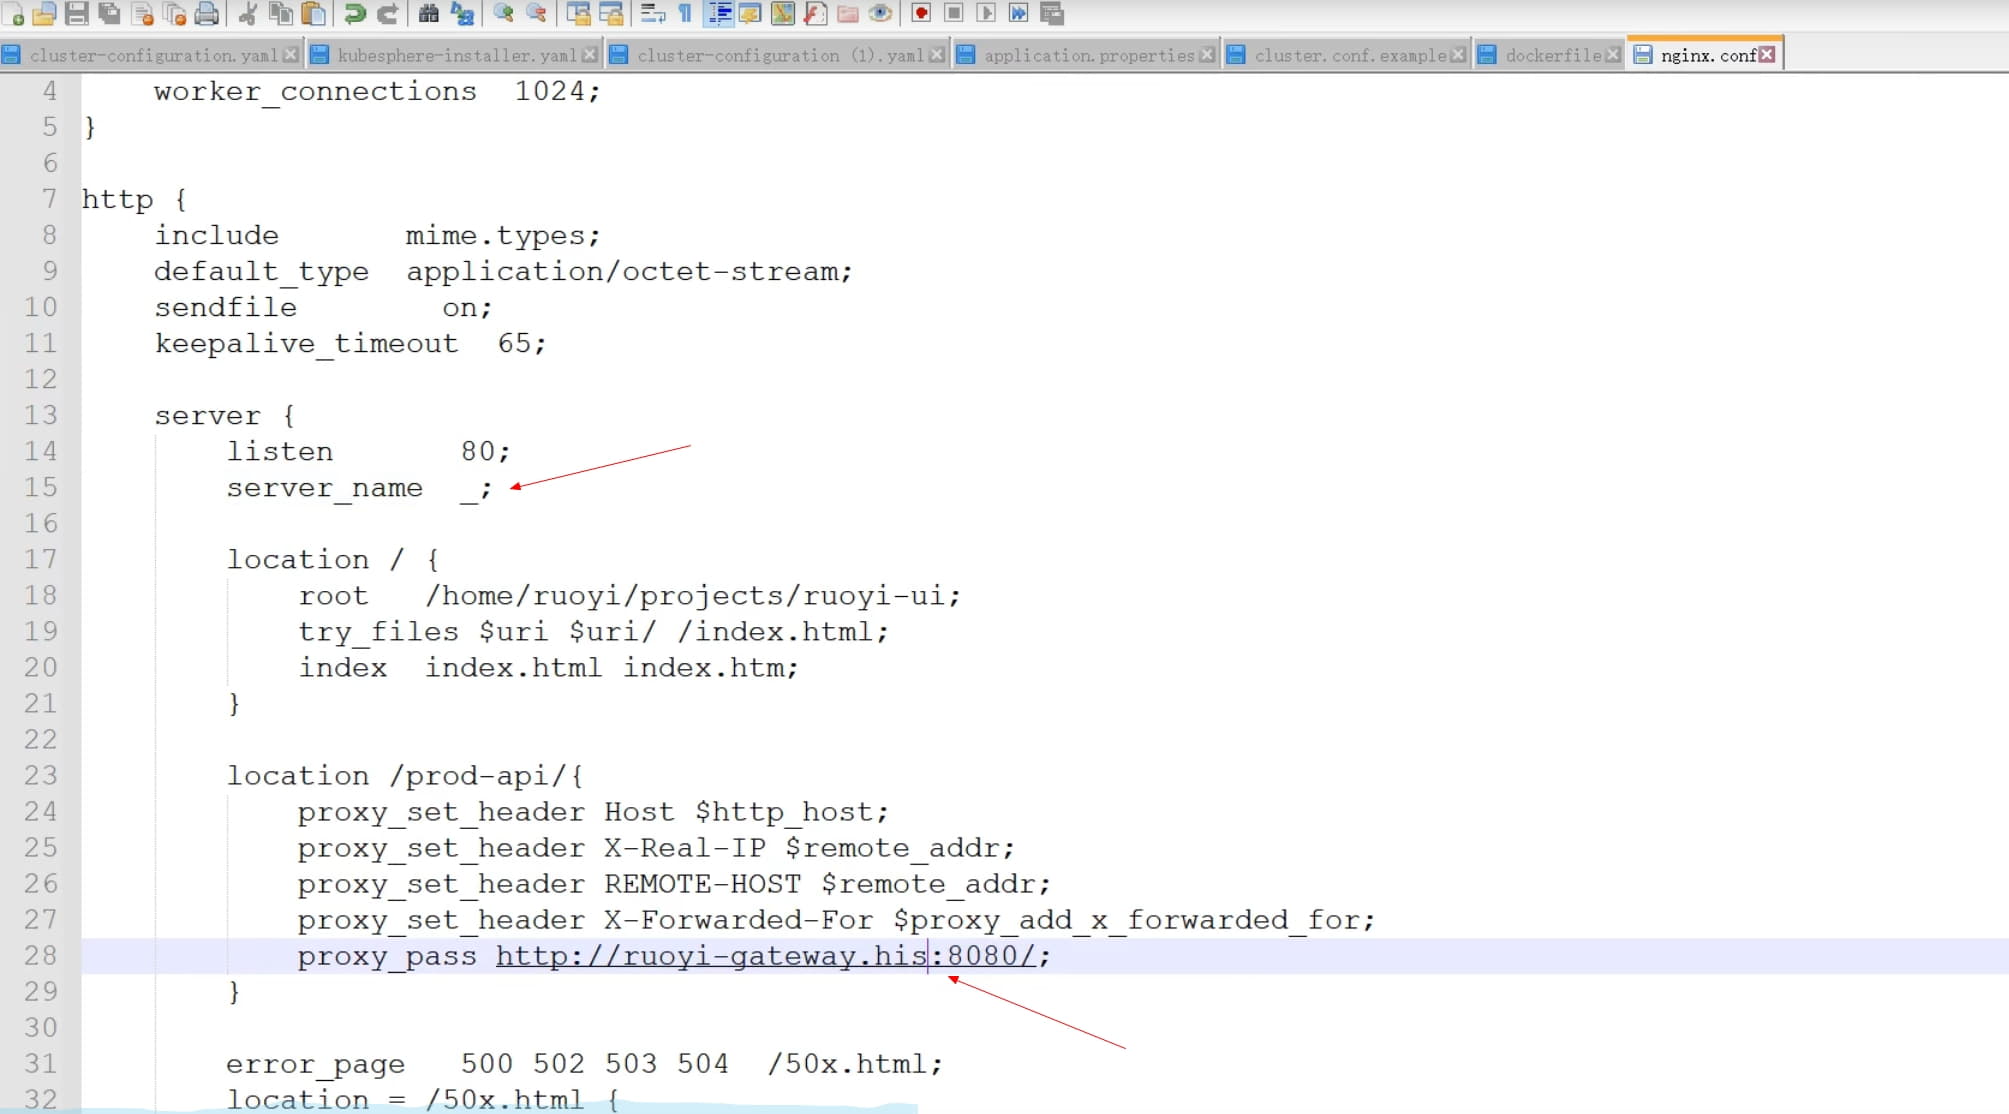 cluster-configuration.yaml kubesphere-installer.yaml cluster-configuration (1).yaml application.properties cluster.conf.example dockerfile nginx.conf
4 worker_connections 1024;
5 }
6
7 http {
8 include mime.types;
9 default_type application/octet-stream;
10 sendfile on;
11 keepalive_timeout 65;
12
13 server {
14 listen 80;
15 server_name _;
16
17 location / {
18 root /home/ruoyi/projects/ruoyi-ui;
19 try_files $uri $uri/ /index.html;
20 index index.html index.htm;
21 }
22
23 location /prod-api/{
24 proxy_set_header Host $http_host;
25 proxy_set_header X-Real-IP $remote_addr;
26 proxy_set_header REMOTE-HOST $remote_addr;
27 proxy_set_header X-Forwarded-For $proxy_add_x_forwarded_for;
28 proxy_pass http://ruoyi-gateway.his:8080/;
29 }
30
31 error_page 500 502 503 504 /50x.html;
32 location = /50x.html {